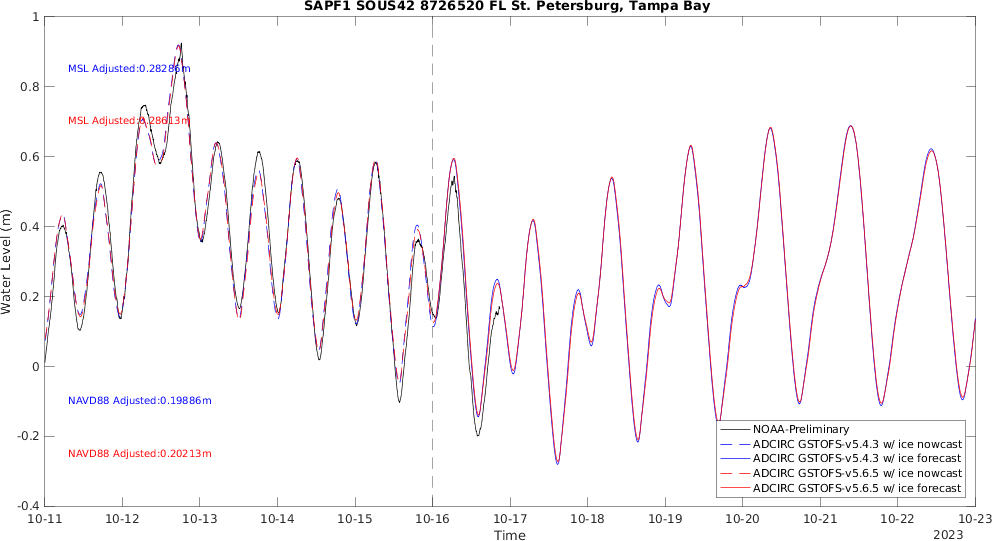 SAPF1 SOUS42 8726520 FL St. Petersburg, Tampa Bay
1
0.8
0.6
0.4
0.2
0
-0.2
-0.4
Water Level (m)
MSL Adjusted:0.28286m
MSL Adjusted:0.28613m
NAVD88 Adjusted:0.19886m
NAVD88 Adjusted:0.20213m
NOAA-Preliminary
ADCIRC GSTOFS-v5.4.3 w/ ice nowcast
ADCIRC GSTOFS-v5.4.3 w/ ice forecast
ADCIRC GSTOFS-v5.6.5 w/ ice nowcast
ADCIRC GSTOFS-v5.6.5 w/ ice forecast
10-11 10-12 10-13 10-14 10-15 10-16 10-17 10-18 10-19 10-20 10-21 10-22 10-23
Time
2023